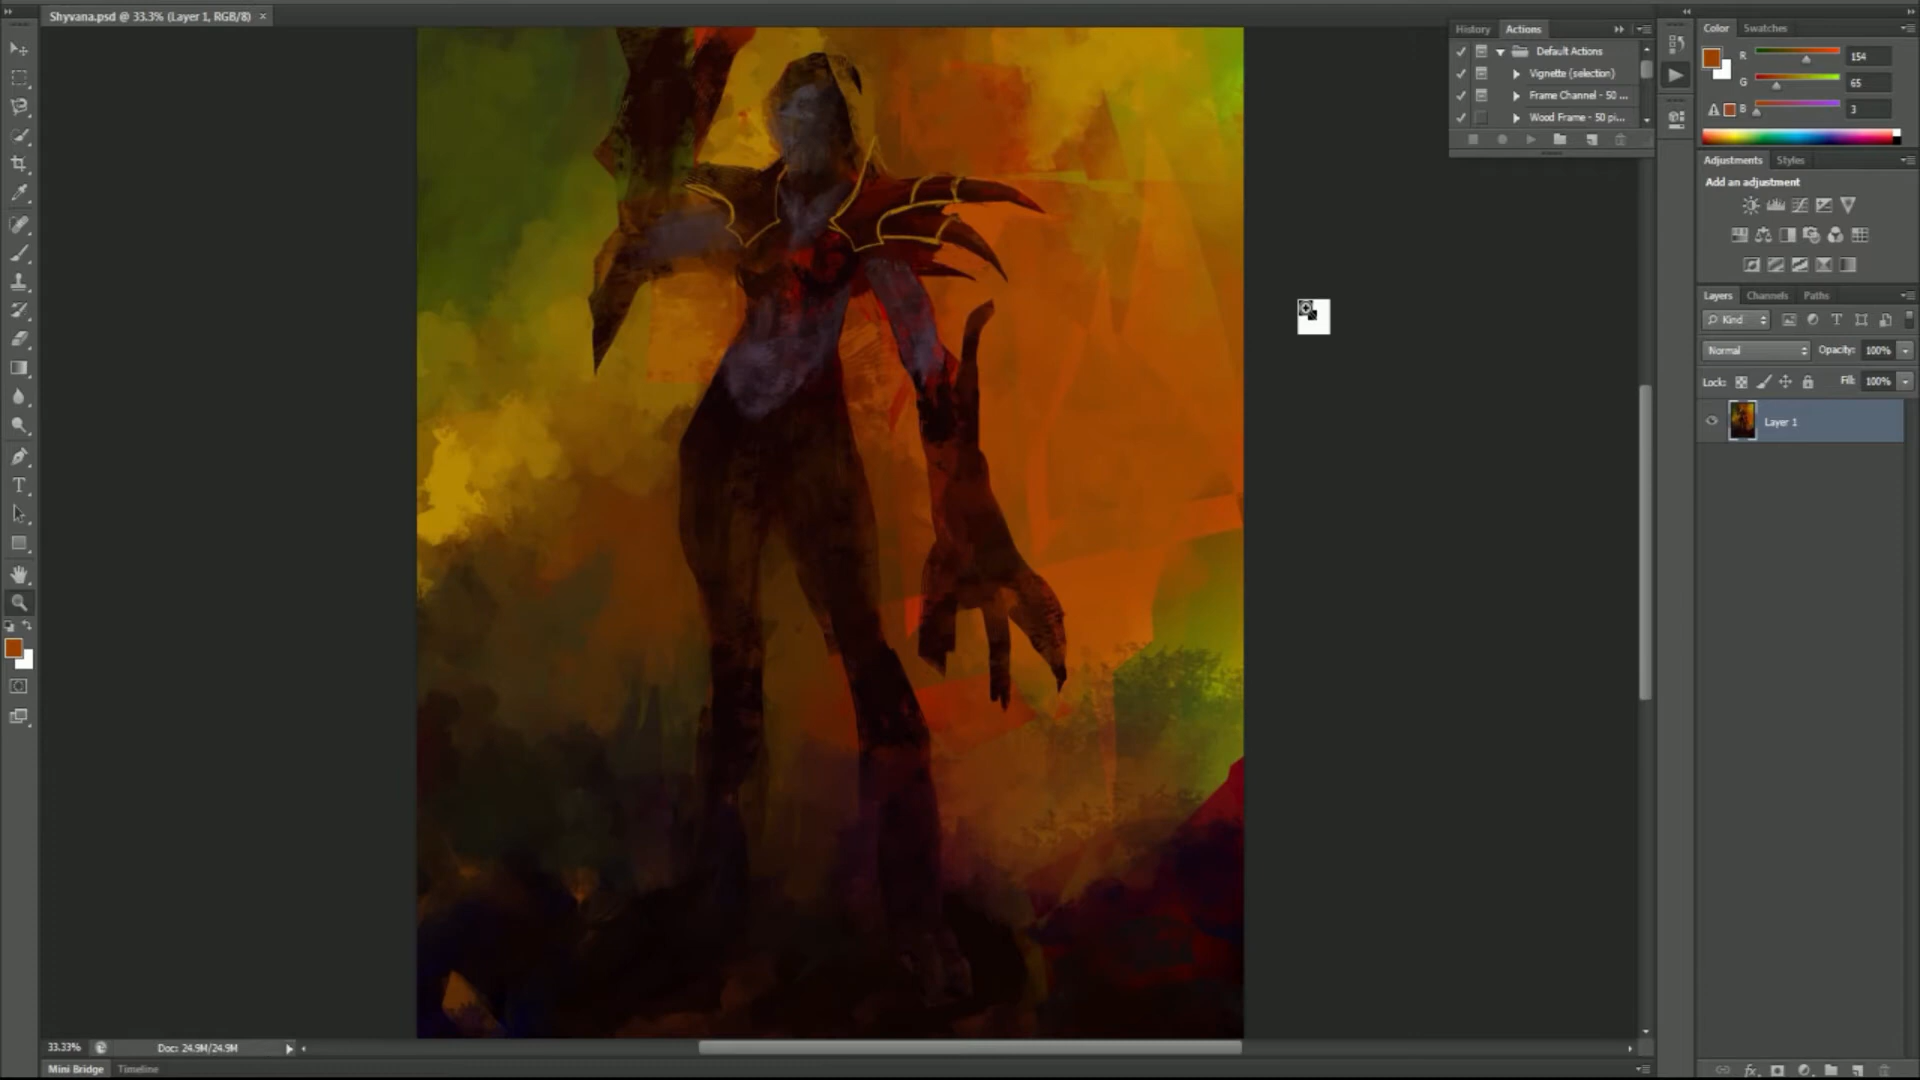 Shyvana.psd @ 33.3% (Layer 1, RGB/8) ×
History Actions
Default Actions
Vignette (selection)
Frame Channel - 50 ...
Wood Frame - 50 pi...
Color Swatches
R 154
G 65
B 3
Adjustments Styles
Add an adjustment
Layers Channels Paths
Kind
Normal Opacity: 100%
Lock: Fill: 100%
Layer 1
T
T
fx
33.33% Doc: 24.9M/24.9M
Mini Bridge Timeline